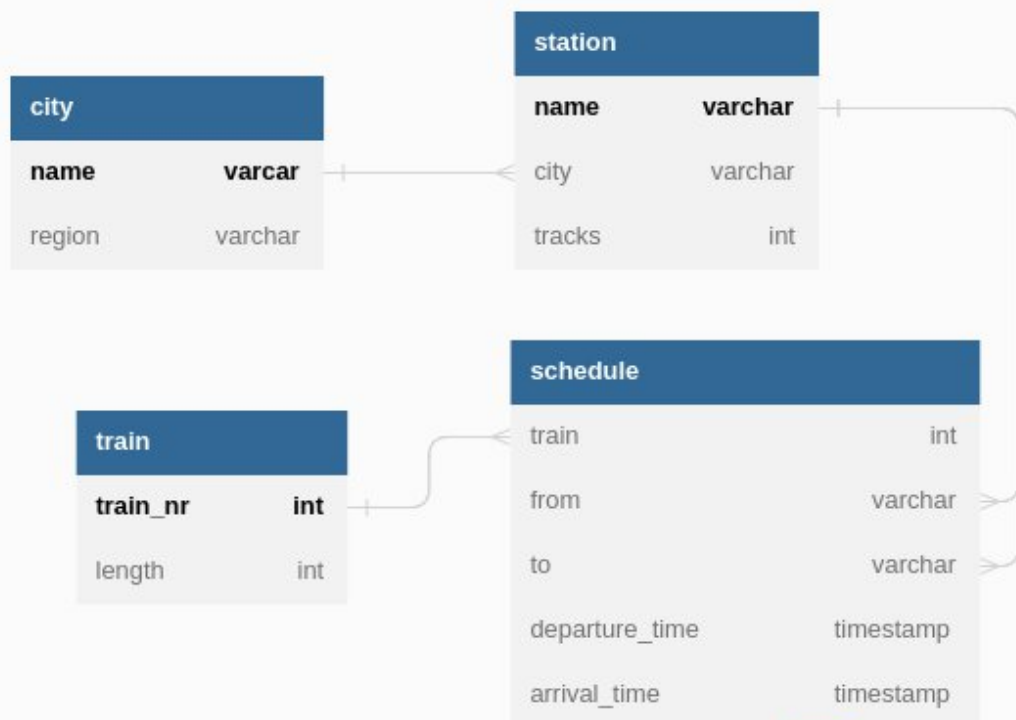 station
name varchar
city varchar
tracks int
city
name varcar
region varchar
schedule
train int
from varchar
to varchar
departure_time timestamp
arrival_time timestamp
train
train_nr int
length int